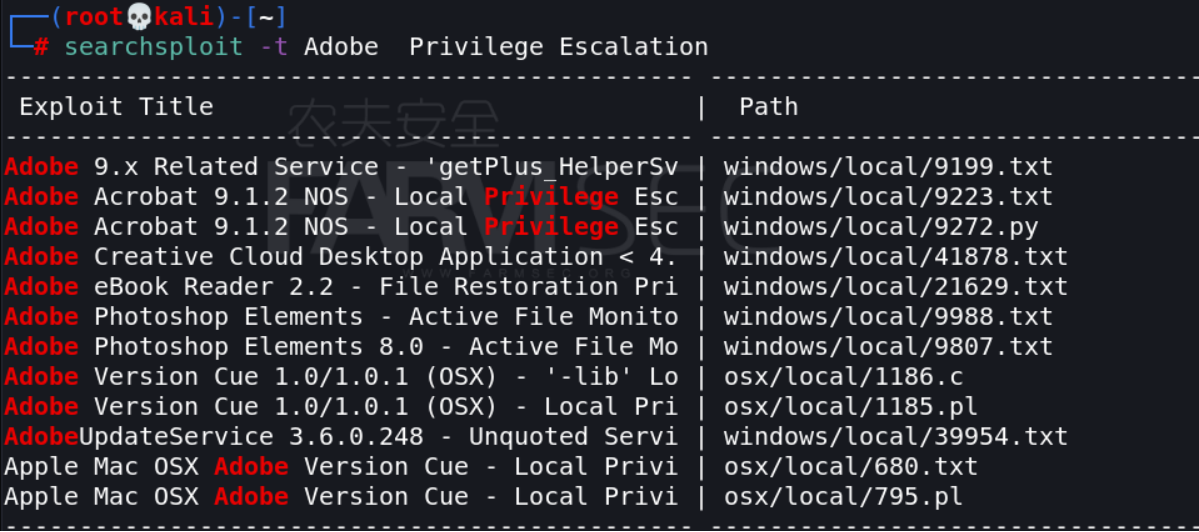 (root💀kali)-[~]
# searchsploit -t Adobe  Privilege Escalation
Exploit Title | Path
Adobe 9.x Related Service - 'getPlus_HelperSv | windows/local/9199.txt
Adobe Acrobat 9.1.2 NOS - Local Privilege Esc | windows/local/9223.txt
Adobe Acrobat 9.1.2 NOS - Local Privilege Esc | windows/local/9272.py
Adobe Creative Cloud Desktop Application < 4. | windows/local/41878.txt
Adobe eBook Reader 2.2 - File Restoration Pri | windows/local/21629.txt
Adobe Photoshop Elements - Active File Monito | windows/local/9988.txt
Adobe Photoshop Elements 8.0 - Active File Mo | windows/local/9807.txt
Adobe Version Cue 1.0/1.0.1 (OSX) - '-lib' Lo | osx/local/1186.c
Adobe Version Cue 1.0/1.0.1 (OSX) - Local Pri | osx/local/1185.pl
AdobeUpdateService 3.6.0.248 - Unquoted Servi | windows/local/39954.txt
Apple Mac OSX Adobe Version Cue - Local Privi | osx/local/680.txt
Apple Mac OSX Adobe Version Cue - Local Privi | osx/local/795.pl
农夫安全
FARMSEC
WWW.FARMSEC.ORG